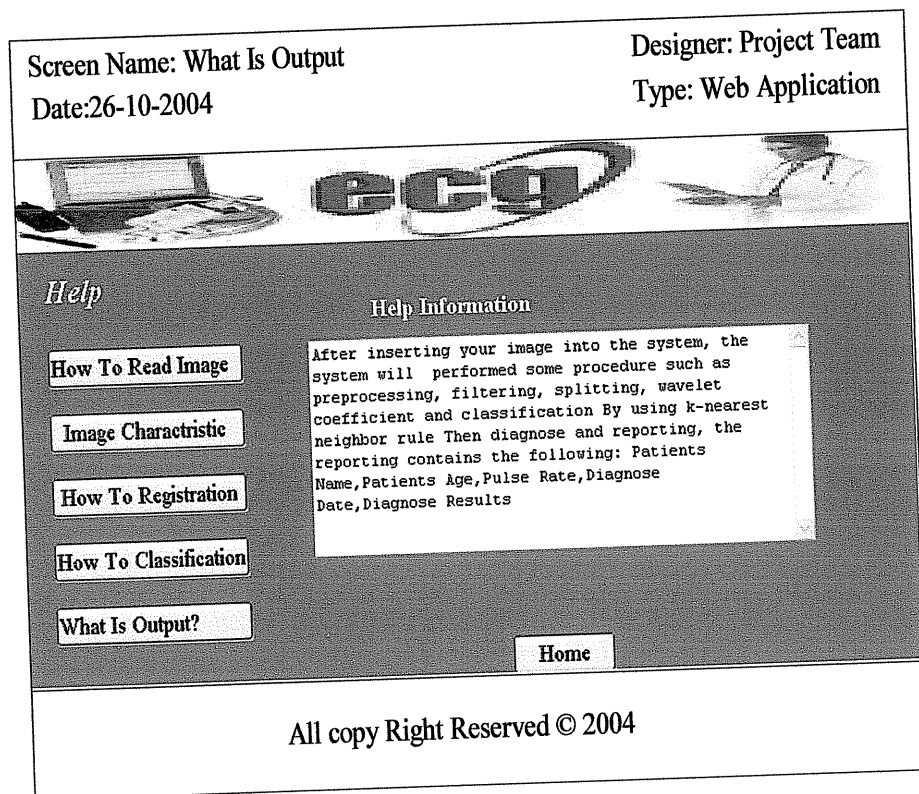 Screen Name: What Is Output
Designer: Project Team
Date:26-10-2004
Type: Web Application
ecg
Help
Help Information
How To Read Image
Image Charactristic
How To Registration
How To Classification
What Is Output?
After inserting your image into the system, the
system will performed some procedure such as
preprocessing, filtering, splitting, wavelet
coefficient and classification By using k-nearest
neighbor rule Then diagnose and reporting, the
reporting contains the following: Patients
Name,Patients Age,Pulse Rate,Diagnose
Date,Diagnose Results
Home
All copy Right Reserved © 2004